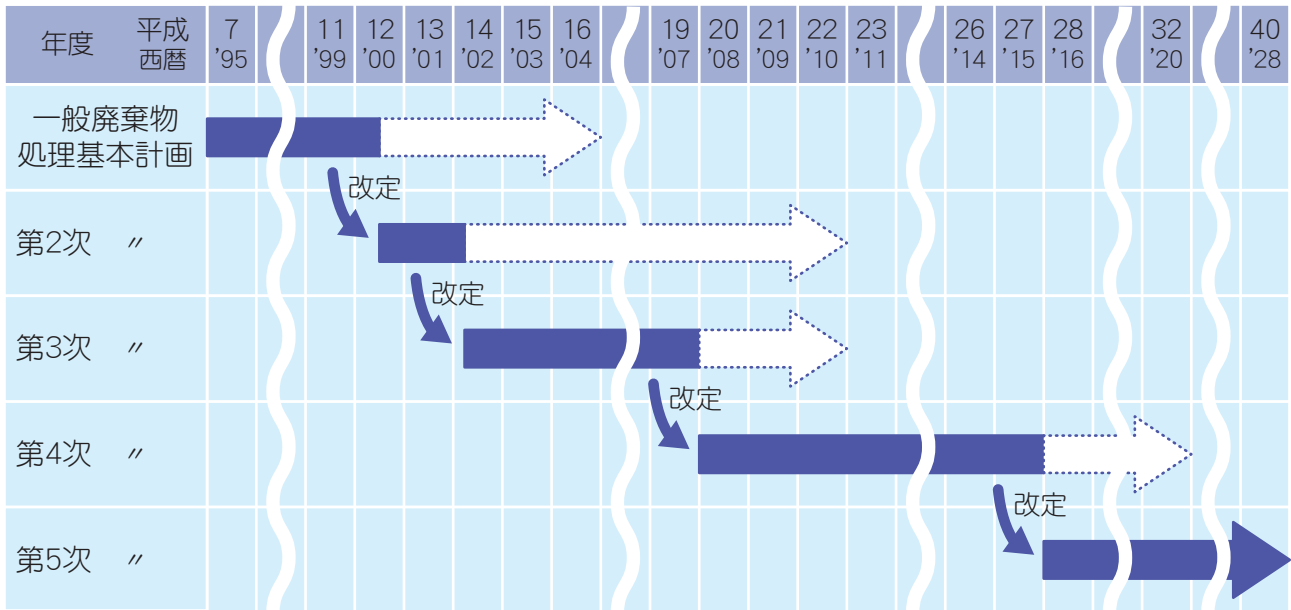 年度 平成 7 11 12 13 14 15 16 19 20 21 22 23 26 27 28 32 40
西暦 '95 '99 '00 '01 '02 '03 '04 '07 '08 '09 '10 '11 '14 '15 '16 '20 '28
一般廃棄物
処理基本計画
改定
第2次 〃
改定
第3次 〃
改定
第4次 〃
改定
第5次 〃